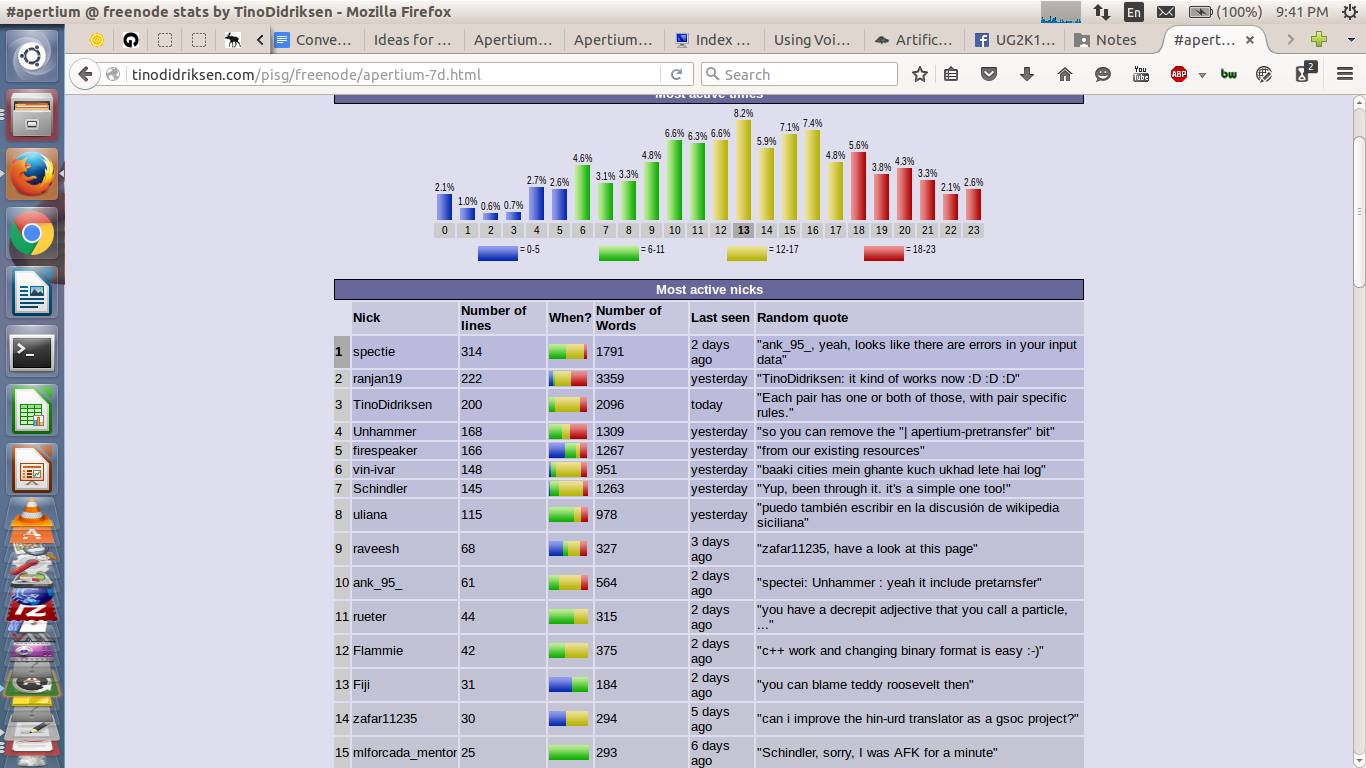 #apertium @ freenode stats by TinoDidriksen - Mozilla Firefox
En (100%) 9:41 PM
Conve... Ideas for ... Apertium... Apertium... Index ... Using Voi... Artific... UG2K1... Notes #apert...
tinodidriksen.com/pisg/freenode/apertium-7d.html Search You Tube ABP bw 2
Most active times
2.1% 1.0% 0.6% 0.7% 2.7% 2.6% 4.6% 3.1% 3.3% 4.8% 6.6% 6.3% 6.6% 8.2% 5.9% 7.1% 7.4% 4.8% 5.6% 3.8% 4.3% 3.3% 2.1% 2.6%
0 1 2 3 4 5 6 7 8 9 10 11 12 13 14 15 16 17 18 19 20 21 22 23
= 0-5 = 6-11 = 12-17 = 18-23
Most active nicks
Nick Number of lines When? Number of Words Last seen Random quote
1 spectie 314 1791 2 days ago "ank_95_, yeah, looks like there are errors in your input data"
2 ranjan19 222 3359 yesterday "TinoDidriksen: it kind of works now :D :D :D"
3 TinoDidriksen 200 2096 today "Each pair has one or both of those, with pair specific rules."
4 Unhammer 168 1309 yesterday "so you can remove the "| apertium-pretransfer" bit"
5 firespeaker 166 1267 yesterday "from our existing resources"
6 vin-ivar 148 951 yesterday "baaki cities mein ghante kuch ukhad lete hai log"
7 Schindler 145 1263 yesterday "Yup, been through it. it's a simple one too!"
8 uliana 115 978 yesterday "puedo también escribir en la discusión de wikipedia siciliana"
9 raveesh 68 327 3 days ago "zafar11235, have a look at this page"
10 ank_95_ 61 564 2 days ago "spectei: Unhammer : yeah it include pretarnsfer"
11 rueter 44 315 2 days ago "you have a decrepit adjective that you call a particle, ..."
12 Flammie 42 375 2 days ago "c++ work and changing binary format is easy :-)"
13 Fiji 31 184 2 days ago "you can blame teddy roosevelt then"
14 zafar11235 30 294 5 days ago "can i improve the hin-urd translator as a gsoc project?"
15 mlforcada_mentor 25 293 6 days ago "Schindler, sorry, I was AFK for a minute"